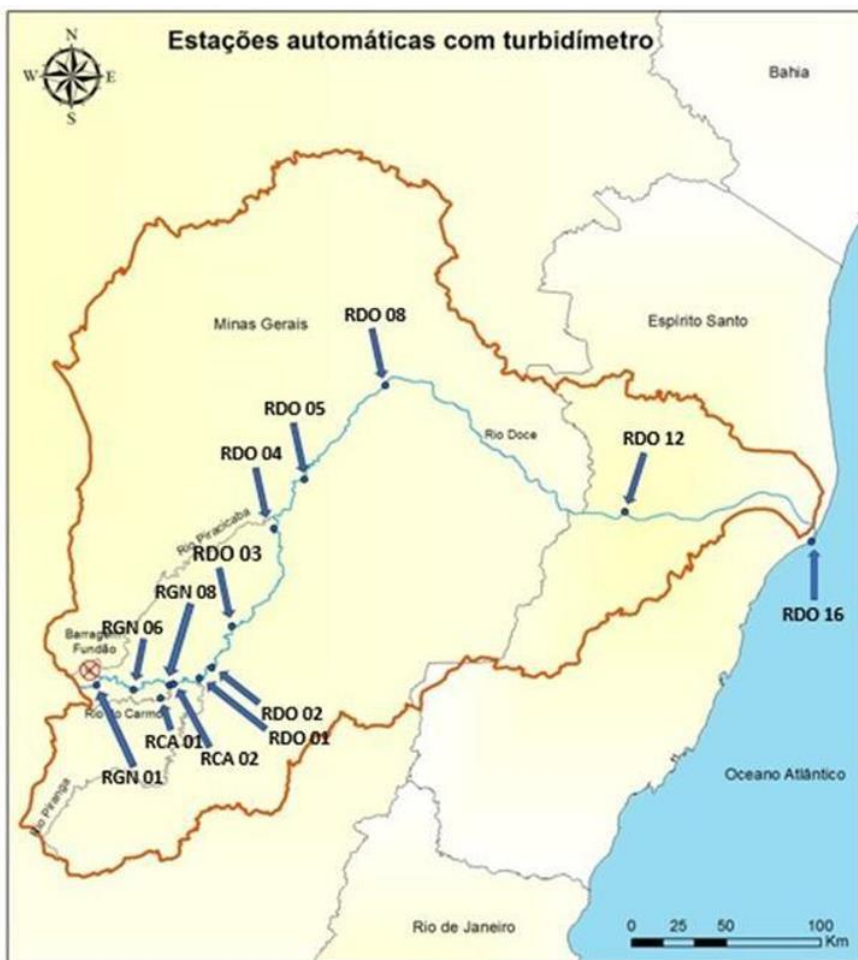 Estações automáticas com turbidímetro
N
W
E
S
Bahia
RDO 08
Minas Gerais
Espírito Santo
RDO 05
Rio Doce
RDO 12
RDO 04
Rio Piracicaba
RDO 03
RGN 08
RGN 06
RDO 16
Barragem
Fundão
RDO 02
Rio do Carmo
RDO 01
RCA 01
RCA 02
RGN 01
Oceano Atlântico
Rio Piranga
Rio de Janeiro
0 25 50 100
Km